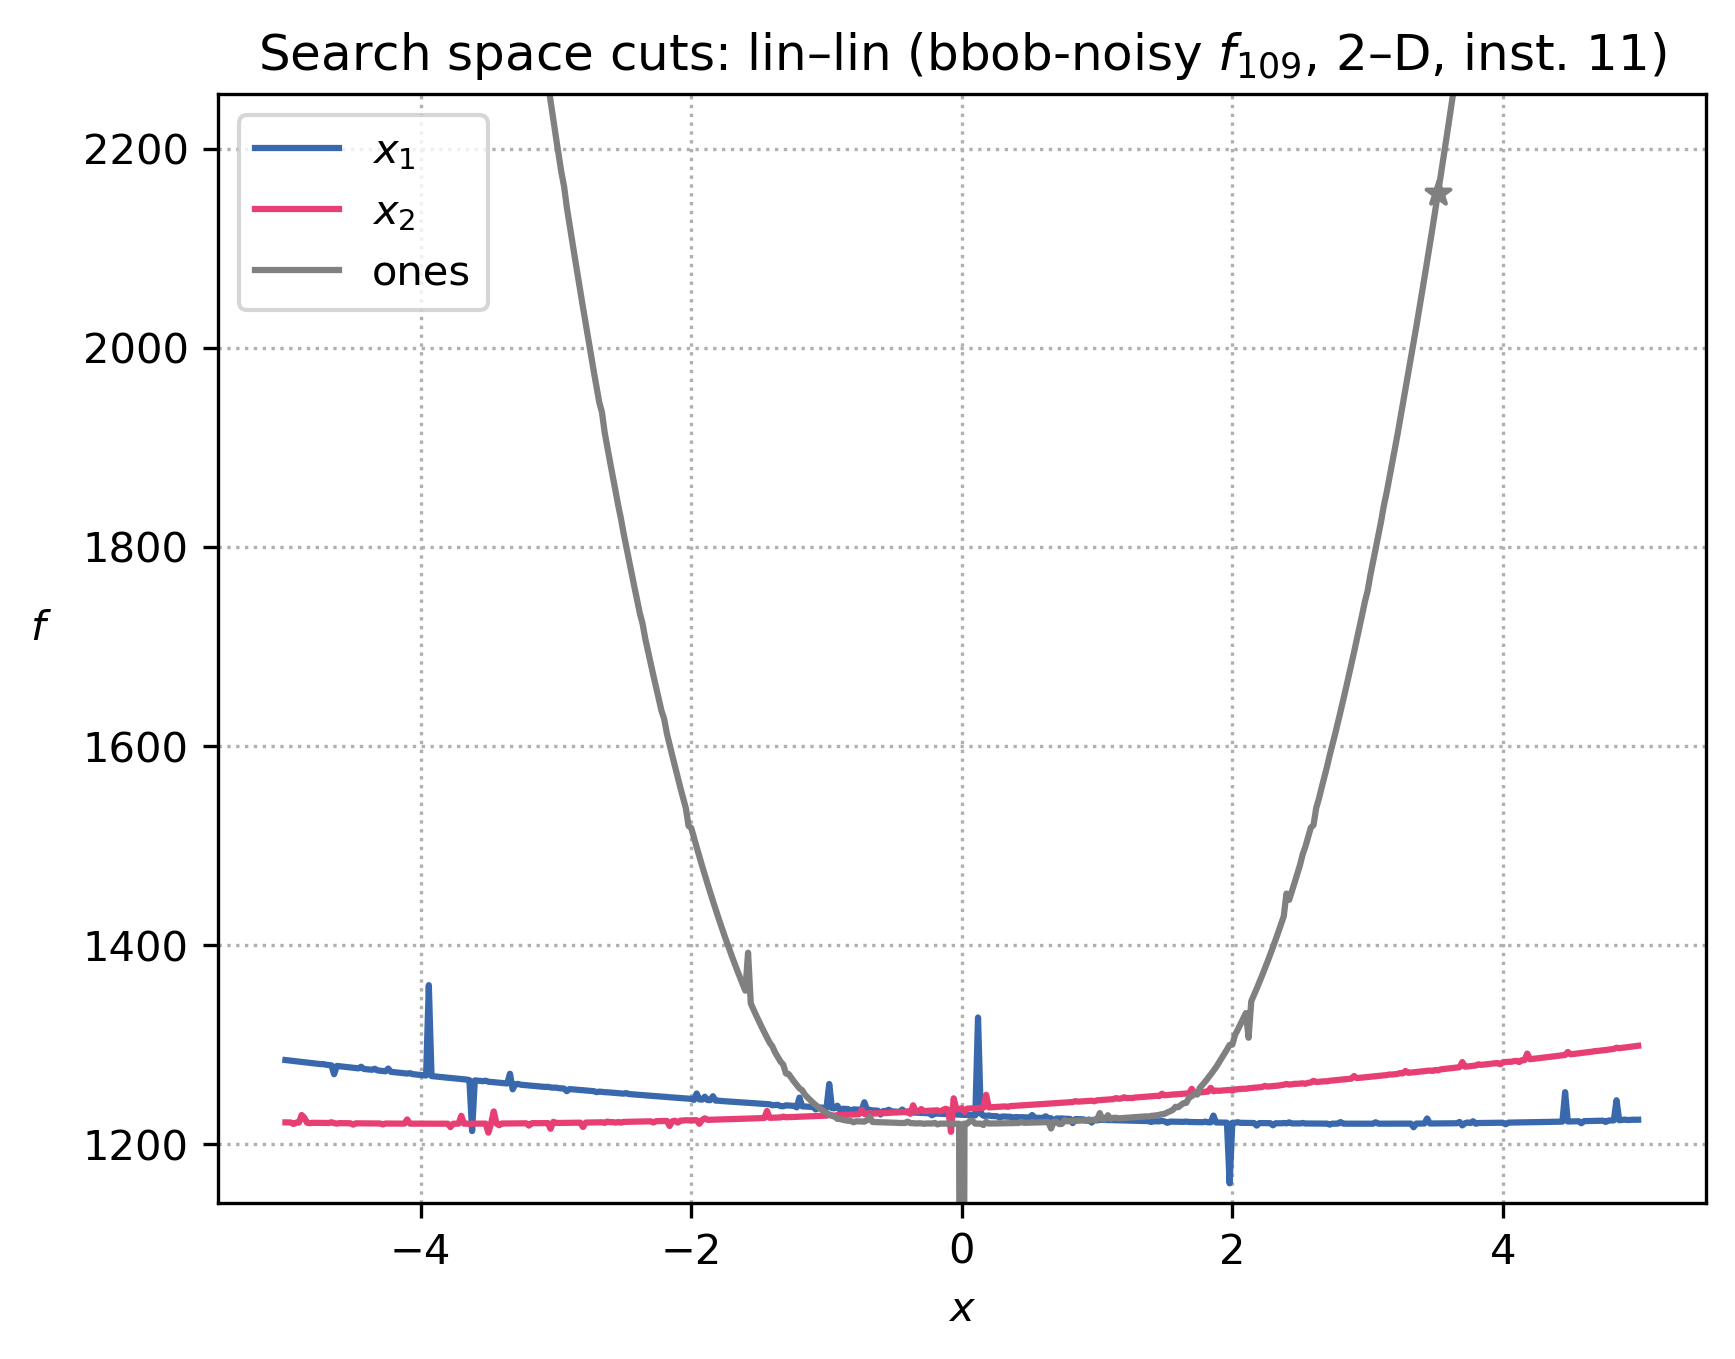 Search space cuts: lin–lin (bbob-noisy f109, 2–D, inst. 11)
x1
x2
ones
2200
2000
1800
1600
1400
1200
f
−4
−2
0
2
4
x